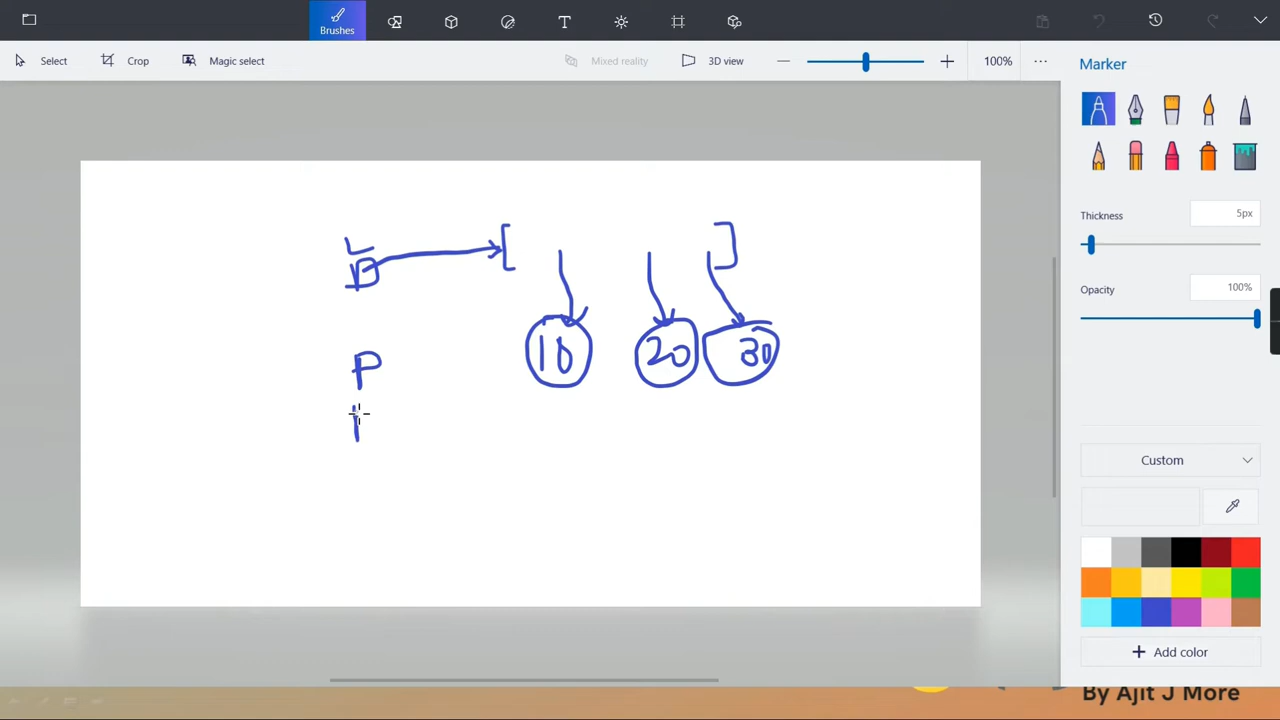 Brushes
Select
Crop
Magic select
Mixed reality
3D view
100%
Marker
Thickness
5px
Opacity
100%
Custom
Add color
L
[ ]
10 20 30
P
By Ajit J More